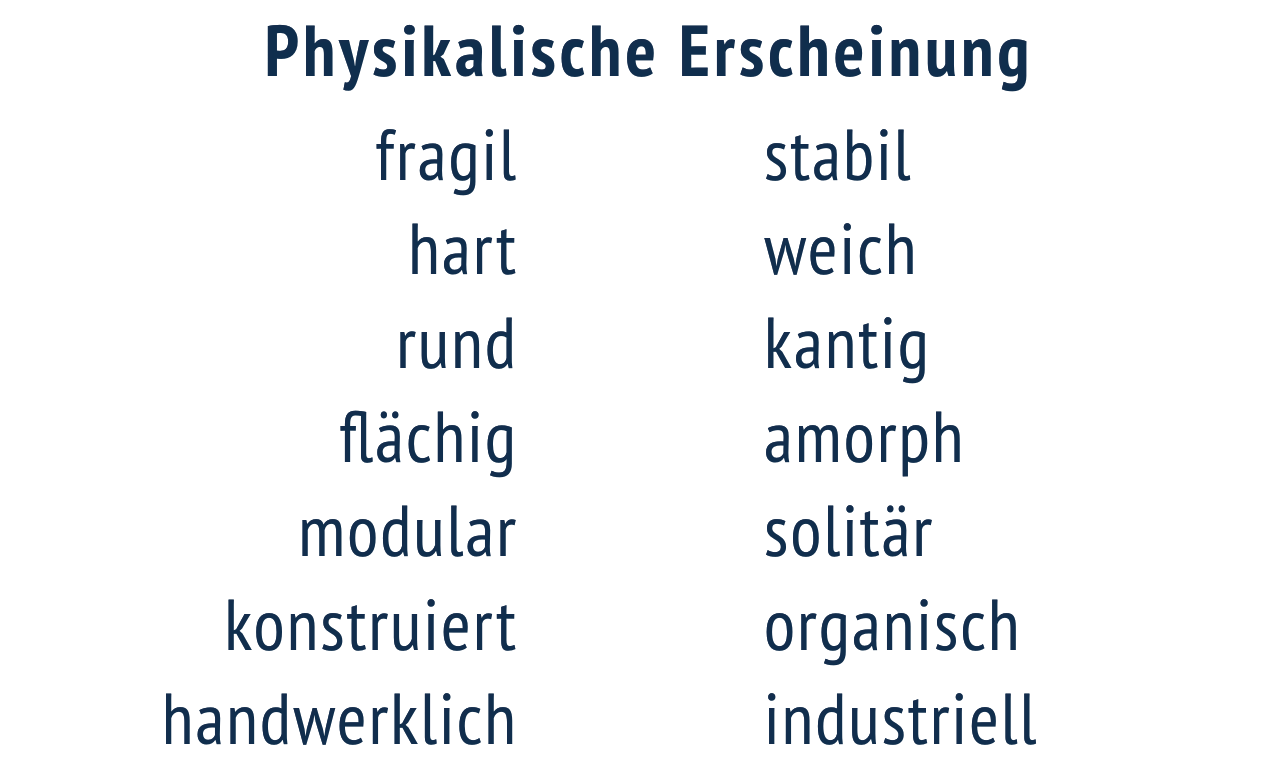 Physikalische Erscheinung
fragil stabil
hart weich
rund kantig
flächig amorph
modular solitär
konstruiert organisch
handwerklich industriell